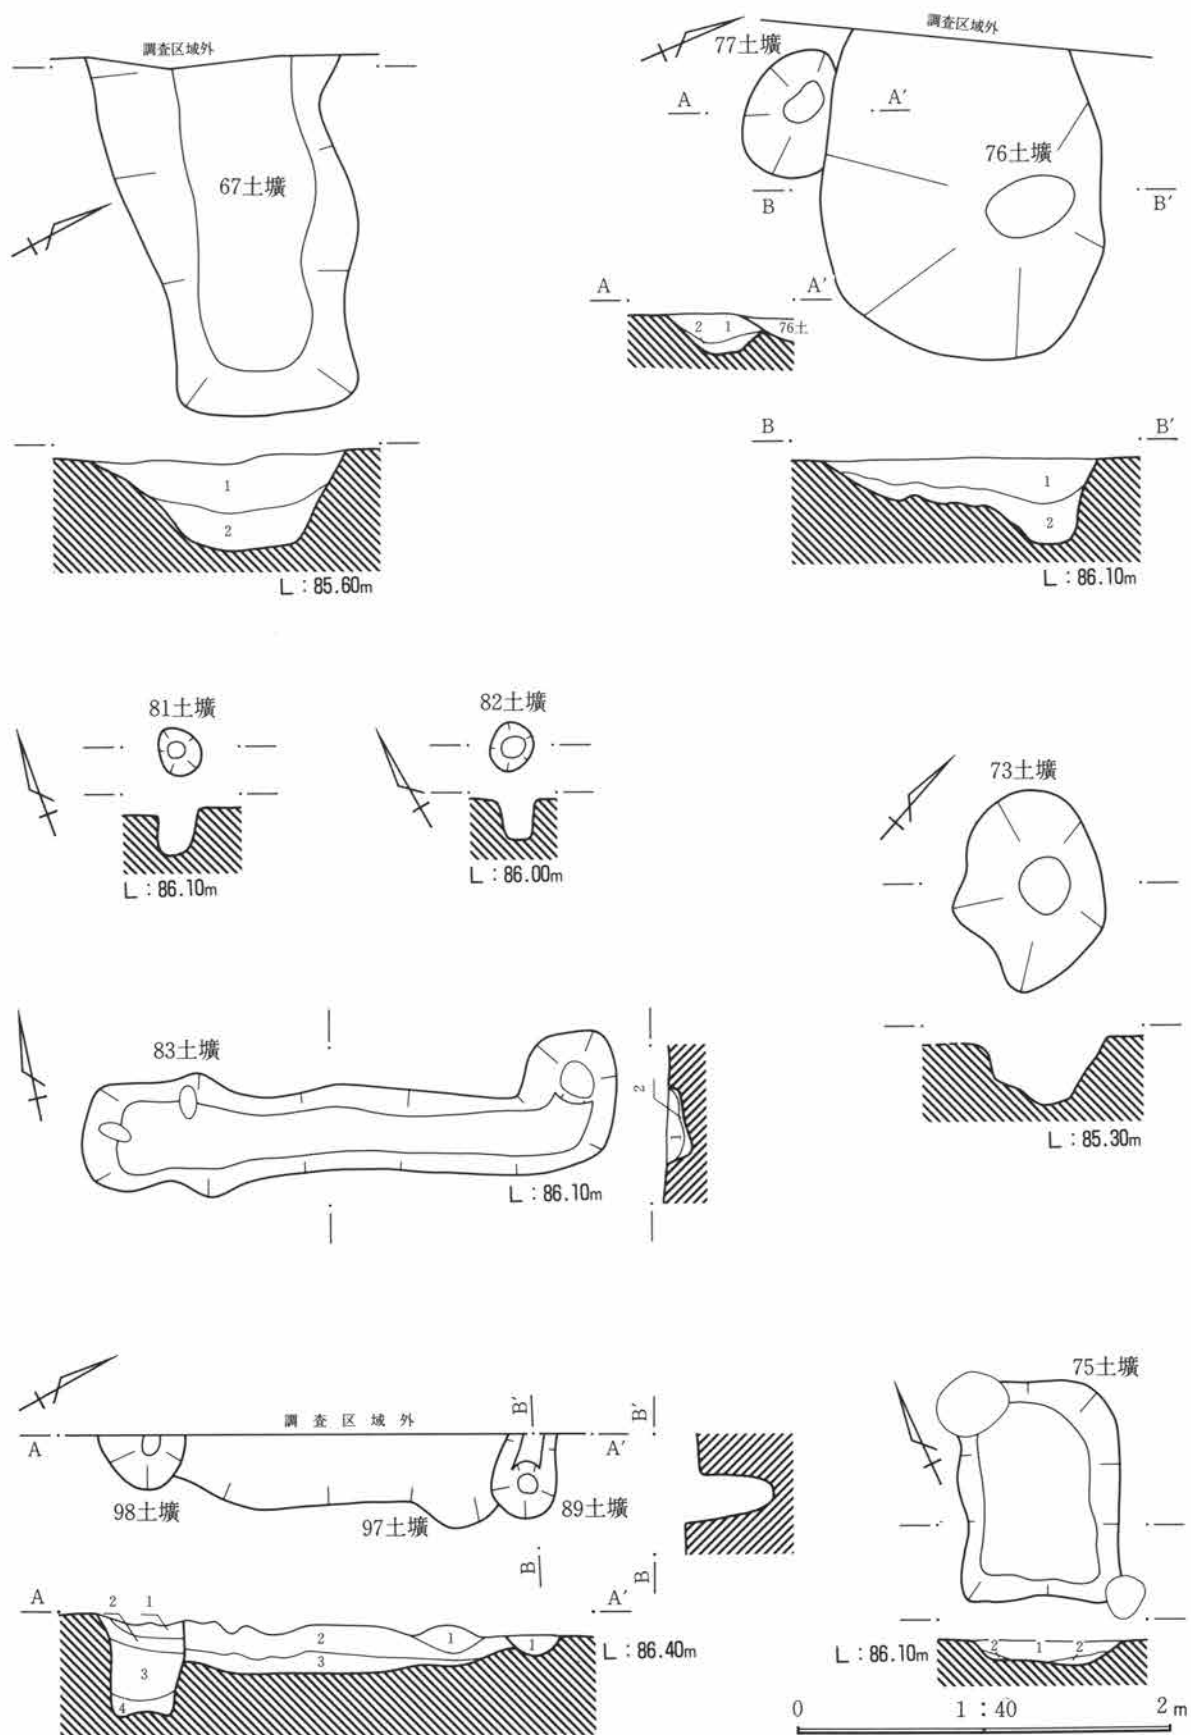 調査区域外
67土壙
1
2
L：85.60m
調査区域外
77土壙
A A'
76土壙
B B'
A A'
2 1 76土
B B'
1
2
L：86.10m
81土壙
L：86.10m
82土壙
L：86.00m
73土壙
L：85.30m
83土壙
L：86.10m
2
1
調査区域外
A A'
B'
B'
98土壙
97土壙
89土壙
B
B
A A'
2 1
2 1 1
3
3
4
L：86.40m
75土壙
2 1 2
L：86.10m
0 1：40 2m